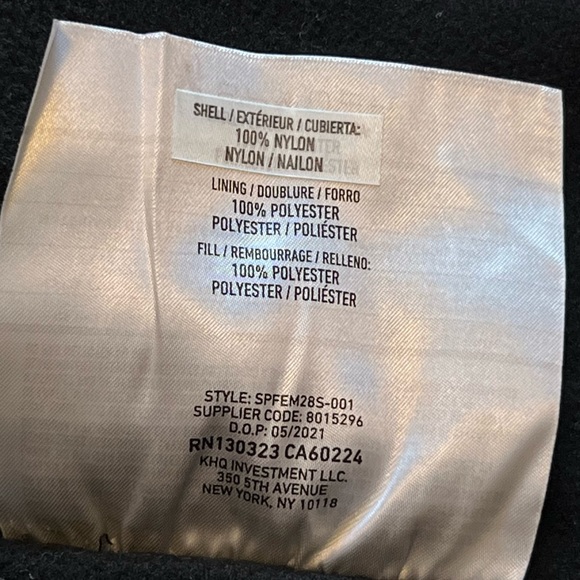 SHELL / EXTÉRIEUR / CUBIERTA:
100% NYLON
NYLON / NAILON
LINING / DOUBLURE / FORRO
100% POLYESTER
POLYESTER / POLIÉSTER
FILL / REMBOURRAGE / RELLENO:
100% POLYESTER
POLYESTER / POLIÉSTER
STYLE: SPFEM28S-001
SUPPLIER CODE: 8015296
D.O.P: 05/2021
RN130323 CA60224
KHQ INVESTMENT LLC.
350 5TH AVENUE
NEW YORK, NY 10118